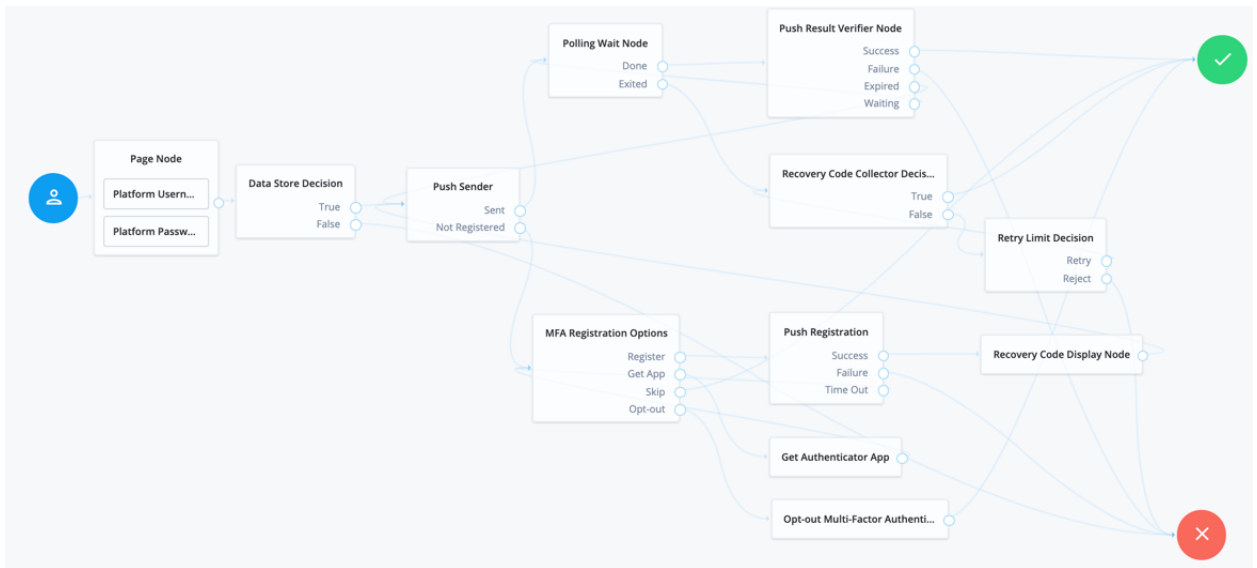 Page Node
Platform Usern...
Platform Passw...
Data Store Decision
True
False
Push Sender
Sent
Not Registered
Polling Wait Node
Done
Exited
Push Result Verifier Node
Success
Failure
Expired
Waiting
Recovery Code Collector Decis...
True
False
Retry Limit Decision
Retry
Reject
MFA Registration Options
Register
Get App
Skip
Opt-out
Push Registration
Success
Failure
Time Out
Recovery Code Display Node
Get Authenticator App
Opt-out Multi-Factor Authenti...